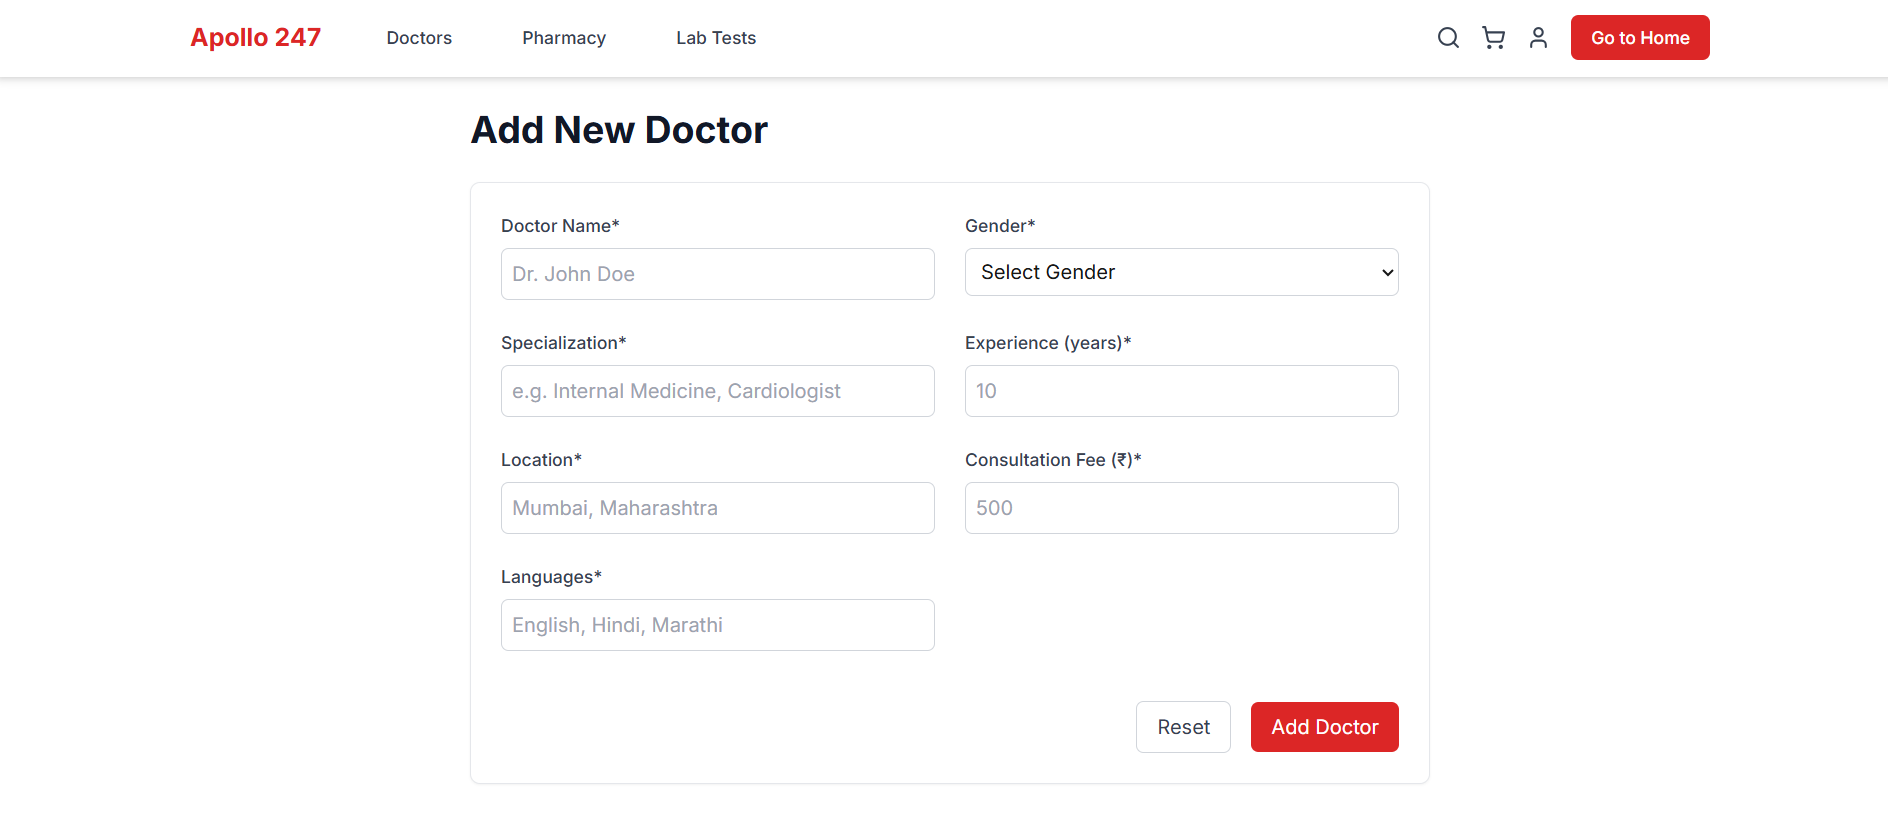 Apollo 247 Doctors Pharmacy Lab Tests Go to Home
Add New Doctor
Doctor Name* Gender*
Dr. John Doe Select Gender
Specialization* Experience (years)*
e.g. Internal Medicine, Cardiologist 10
Location* Consultation Fee (₹)*
Mumbai, Maharashtra 500
Languages*
English, Hindi, Marathi
Reset Add Doctor